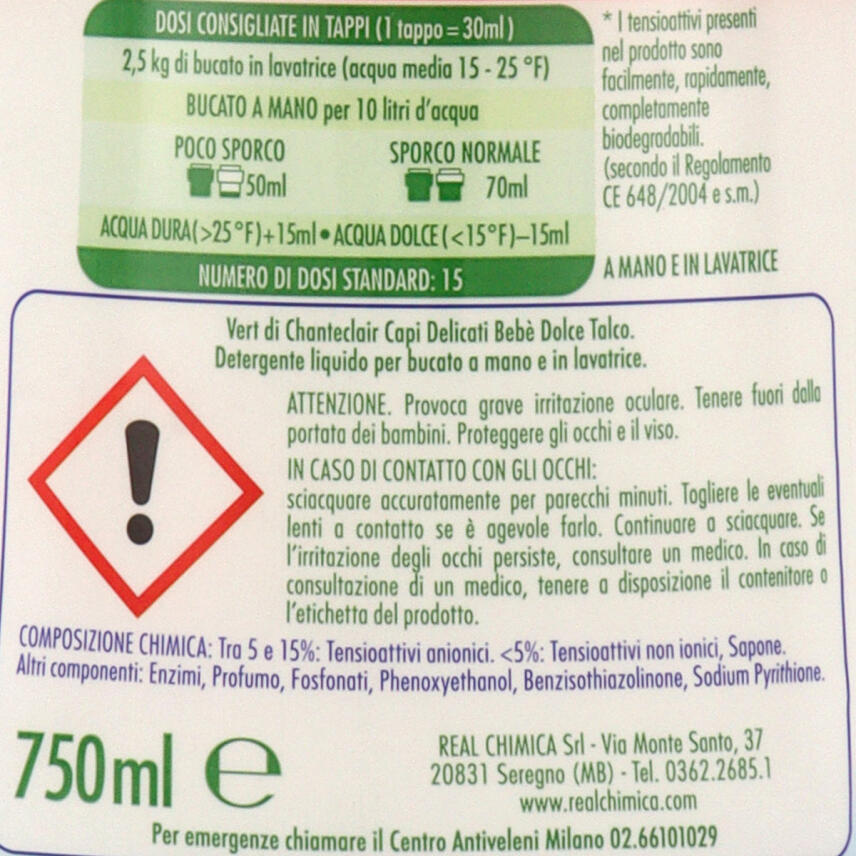 DOSI CONSIGLIATE IN TAPPI (1 tappo = 30ml)
2,5 kg di bucato in lavatrice (acqua media 15 - 25 °F)
BUCATO A MANO per 10 litri d'acqua
POCO SPORCO SPORCO NORMALE
50ml 70ml
ACQUA DURA(>25°F)+15ml • ACQUA DOLCE (<15°F)–15ml
NUMERO DI DOSI STANDARD: 15
* I tensioattivi presenti
nel prodotto sono
facilmente, rapidamente,
completamente
biodegradabili.
(secondo il Regolamento
CE 648/2004 e s.m.)
A MANO E IN LAVATRICE
Vert di Chanteclair Capi Delicati Bebè Dolce Talco.
Detergente liquido per bucato a mano e in lavatrice.
ATTENZIONE. Provoca grave irritazione oculare. Tenere fuori dalla
portata dei bambini. Proteggere gli occhi e il viso.
IN CASO DI CONTATTO CON GLI OCCHI:
sciacquare accuratamente per parecchi minuti. Togliere le eventuali
lenti a contatto se è agevole farlo. Continuare a sciacquare. Se
l'irritazione degli occhi persiste, consultare un medico. In caso di
consultazione di un medico, tenere a disposizione il contenitore o
l'etichetta del prodotto.
COMPOSIZIONE CHIMICA: Tra 5 e 15%: Tensioattivi anionici. <5%: Tensioattivi non ionici, Sapone.
Altri componenti: Enzimi, Profumo, Fosfonati, Phenoxyethanol, Benzisothiazolinone, Sodium Pyrithione.
750ml e
REAL CHIMICA Srl - Via Monte Santo, 37
20831 Seregno (MB) - Tel. 0362.2685.1
www.realchimica.com
Per emergenze chiamare il Centro Antiveleni Milano 02.66101029